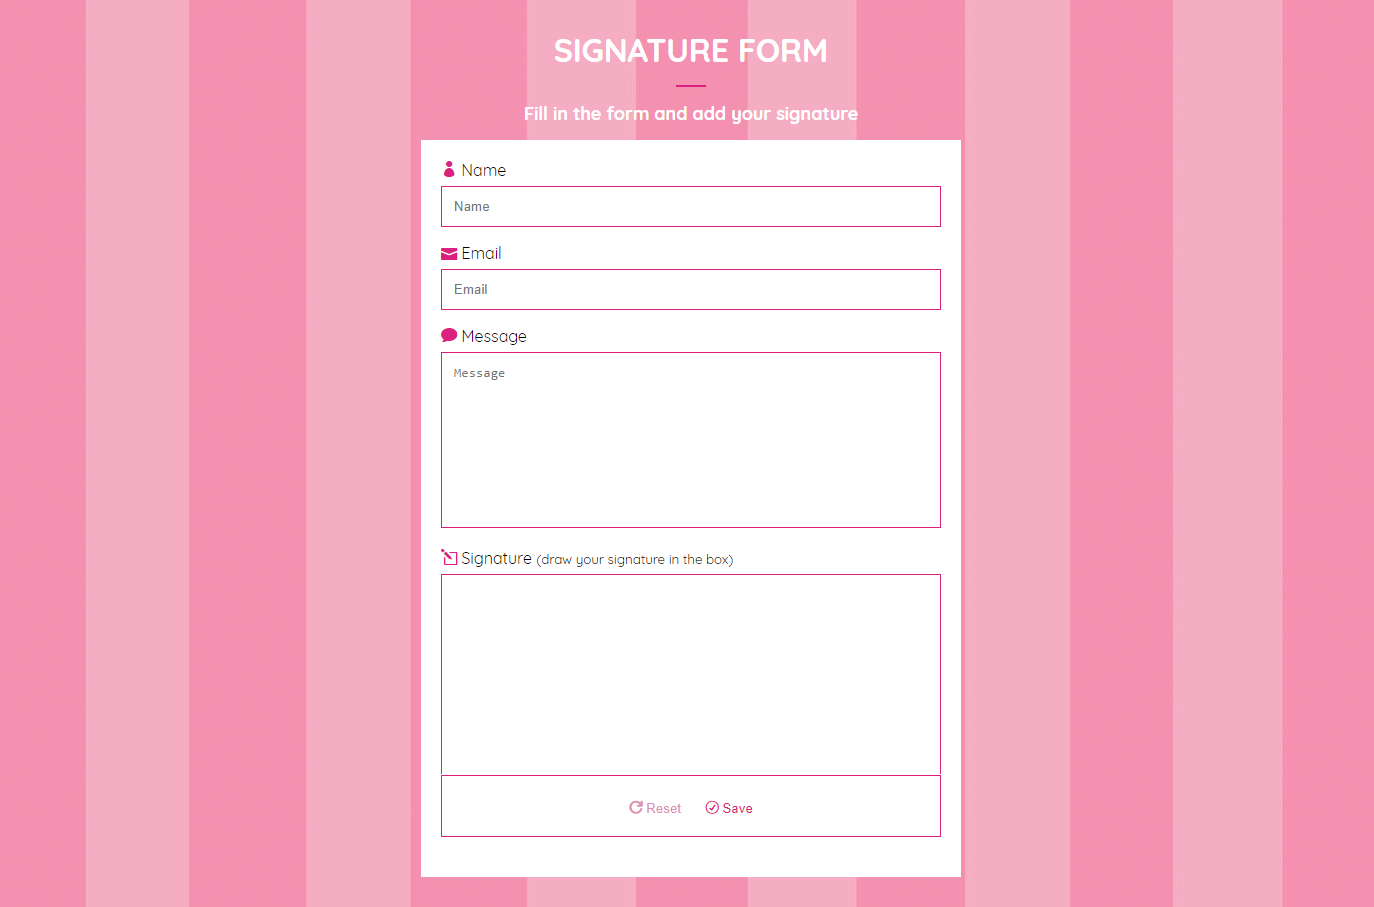 SIGNATURE FORM
Fill in the form and add your signature
Name
Name
Email
Email
Message
Message
Signature (draw your signature in the box)
Reset Save